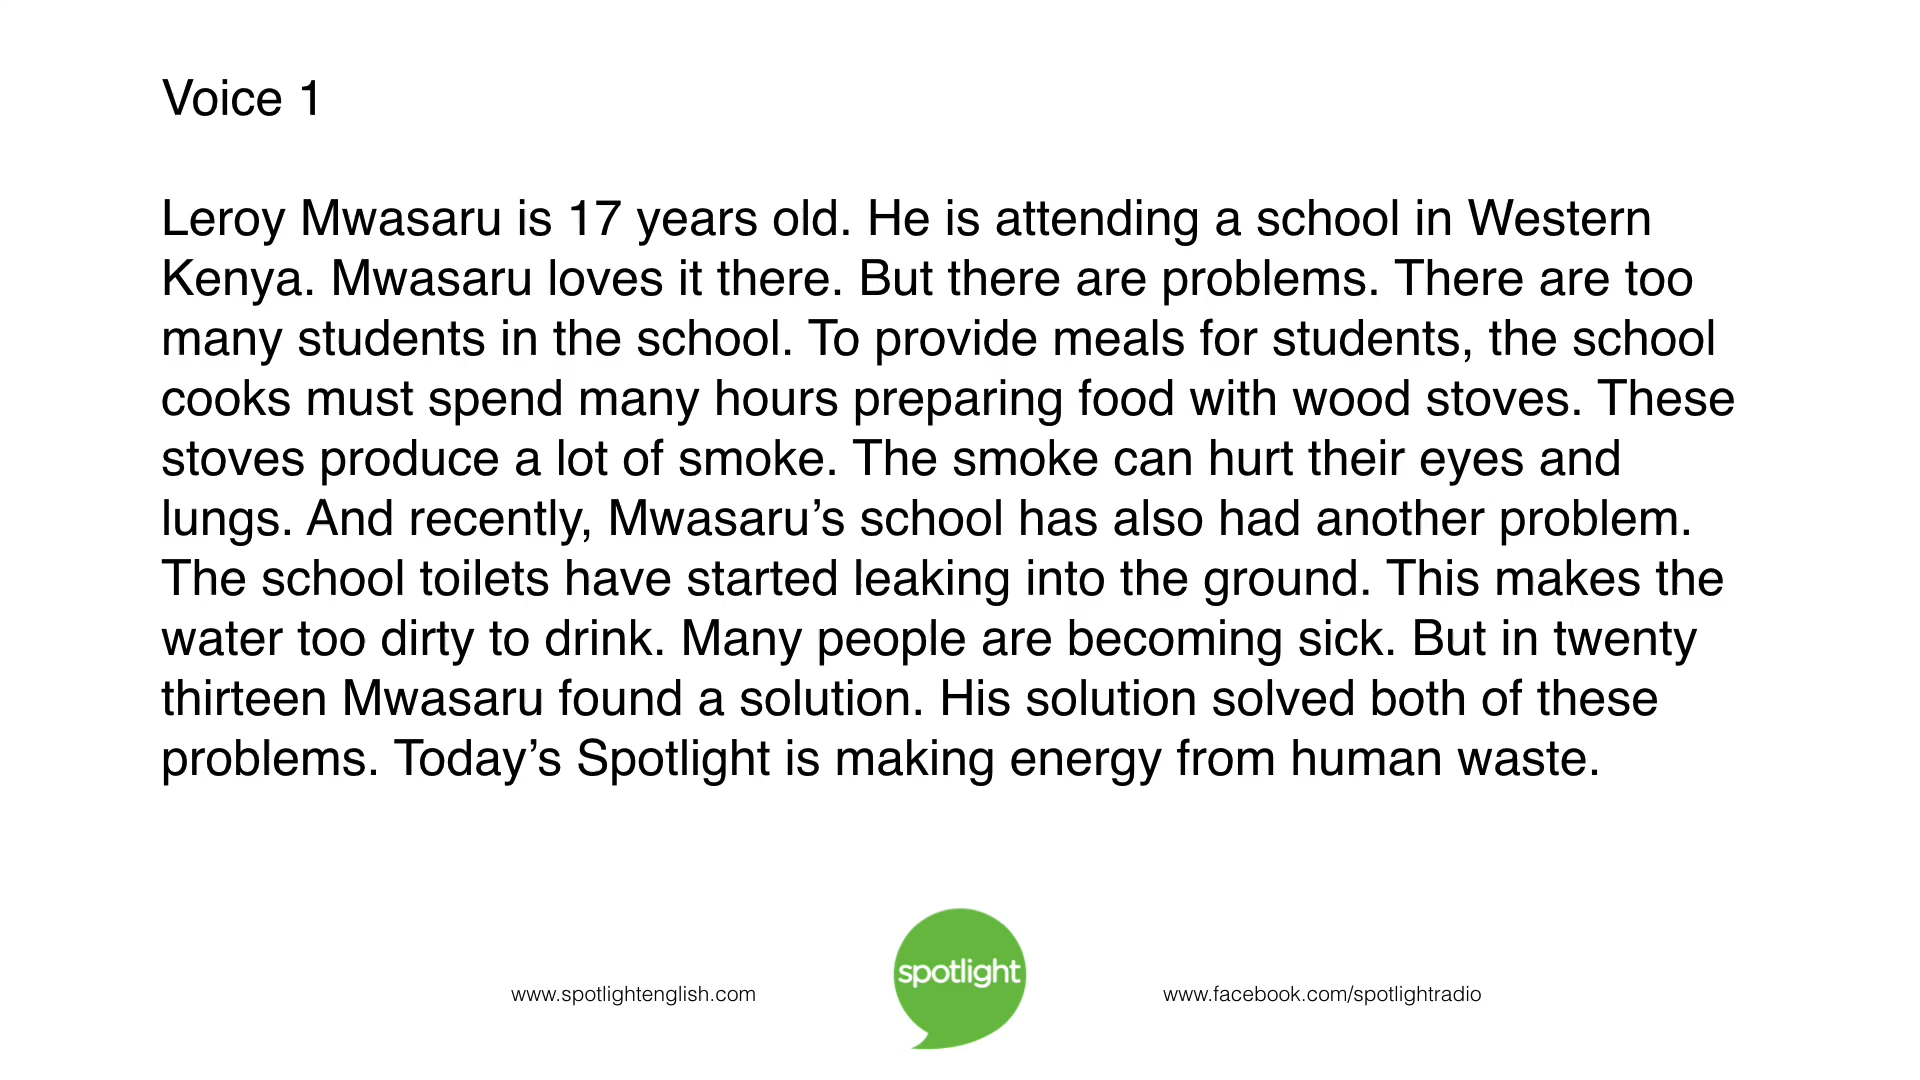 Voice 1
Leroy Mwasaru is 17 years old. He is attending a school in Western
Kenya. Mwasaru loves it there. But there are problems. There are too
many students in the school. To provide meals for students, the school
cooks must spend many hours preparing food with wood stoves. These
stoves produce a lot of smoke. The smoke can hurt their eyes and
lungs. And recently, Mwasaru’s school has also had another problem.
The school toilets have started leaking into the ground. This makes the
water too dirty to drink. Many people are becoming sick. But in twenty
thirteen Mwasaru found a solution. His solution solved both of these
problems. Today’s Spotlight is making energy from human waste.
spotlight
www.spotlightenglish.com
www.facebook.com/spotlightradio